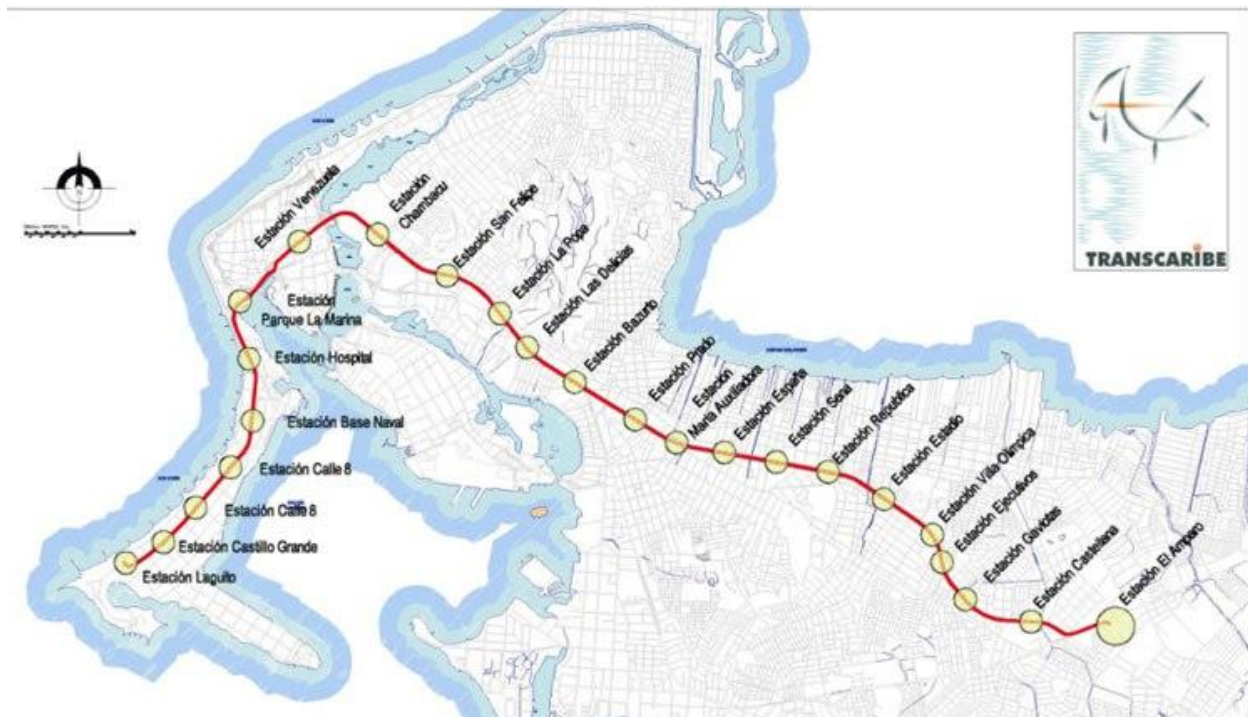 TRANSCARIBE
Estación Venezuela
Estación
Chambacu
Estación San Felipe
Estación La Popa
Estación Las Delicias
Estación Bazurto
Estación Prado
Estación
María Auxiliadora
Estación España
Estación Sena
Estación Republica
Estación Estadio
Estación Villa Olimpica
Estación Ejecutivos
Estación Gaviotas
Estación Castellana
Estación El Amparo
Estación
Parque La Marina
Estación Hospital
Estación Base Naval
Estación Calle 8
Estación Calle 8
Estación Castillo Grande
Estación Laguito